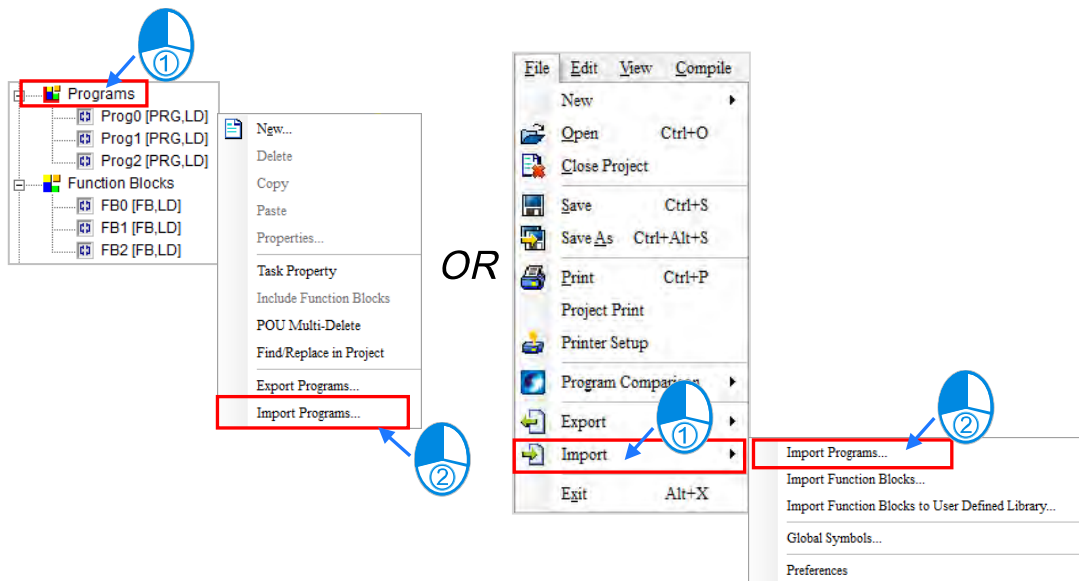 ①
Programs
Prog0 [PRG,LD]
Prog1 [PRG,LD]
Prog2 [PRG,LD]
Function Blocks
FB0 [FB,LD]
FB1 [FB,LD]
FB2 [FB,LD]
New...
Delete
Copy
Paste
Properties...
Task Property
Include Function Blocks
POU Multi-Delete
Find/Replace in Project
Export Programs...
Import Programs...
②
OR
File Edit View Compile
New
Open Ctrl+O
Close Project
Save Ctrl+S
Save As Ctrl+Alt+S
Print Ctrl+P
Project Print
Printer Setup
Program Comparison
Export
①
Import
Exit Alt+X
②
Import Programs...
Import Function Blocks...
Import Function Blocks to User Defined Library...
Global Symbols...
Preferences